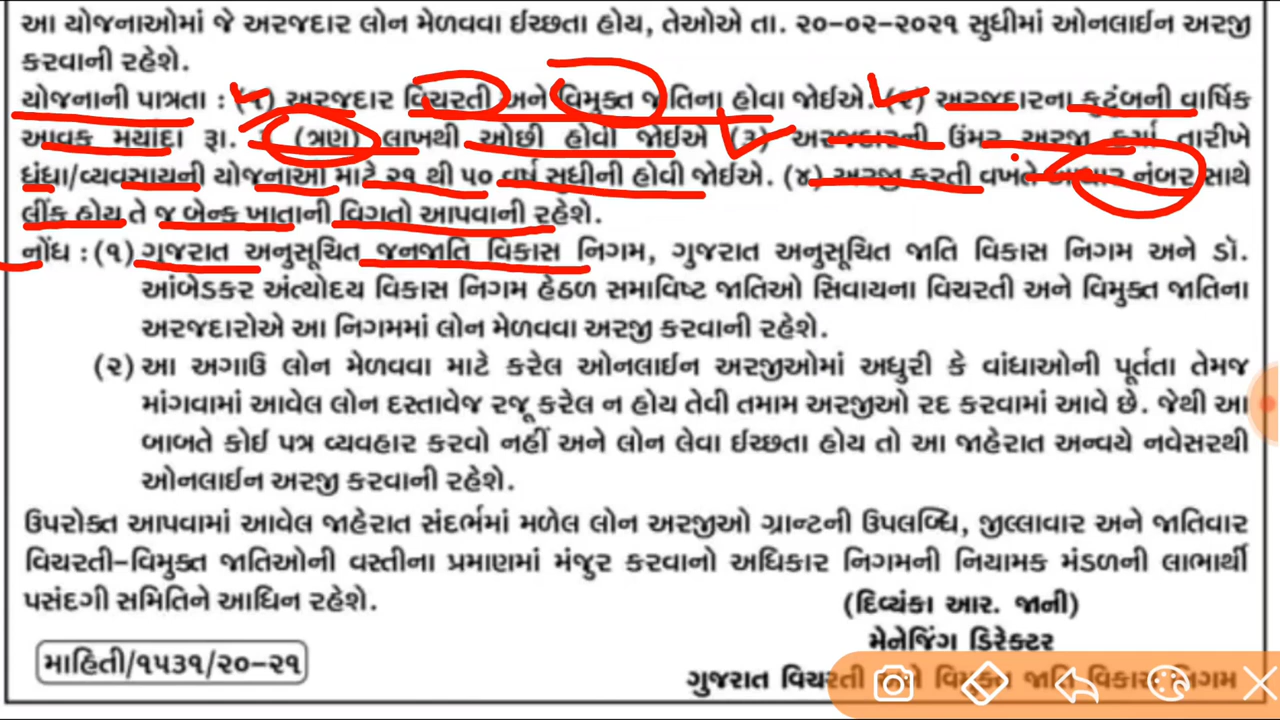 આ યોજનાઓમાં જે અરજદાર લોન મેળવવા ઈચ્છતા હોય, તેઓએ તા. ૨૦-૦૨-૨૦૨૧ સુધીમાં ઓનલાઈન અરજી
કરવાની રહેશે.
યોજનાની પાત્રતા : (૧) અરજદાર વિચરતી અને વિમુક્ત જાતિના હોવા જોઈએ. (૨) અરજદારના કુટુંબની વાર્ષિક
આવક મર્યાદા રૂા. (ત્રણ) લાખથી ઓછી હોવી જોઈએ (૩) અરજદારની ઉંમર અરજી કર્યા તારીખે
ધંધા/વ્યવસાયની યોજનાઓ માટે ૨૧ થી ૫૦ વર્ષ સુધીની હોવી જોઈએ. (૪) અરજી કરતી વખતે આધાર નંબર સાથે
લીંક હોય તે જ બેન્ક ખાતાની વિગતો આપવાની રહેશે.
નોંધ : (૧) ગુજરાત અનુસૂચિત જનજાતિ વિકાસ નિગમ, ગુજરાત અનુસૂચિત જાતિ વિકાસ નિગમ અને ડૉ.
આંબેડકર અંત્યોદય વિકાસ નિગમ હેઠળ સમાવિષ્ટ જાતિઓ સિવાયના વિચરતી અને વિમુક્ત જાતિના
અરજદારોએ આ નિગમમાં લોન મેળવવા અરજી કરવાની રહેશે.
(૨) આ અગાઉ લોન મેળવવા માટે કરેલ ઓનલાઈન અરજીઓમાં અધુરી કે વાંધાઓની પૂર્તતા તેમજ
માંગવામાં આવેલ લોન દસ્તાવેજ રજૂ કરેલ ન હોય તેવી તમામ અરજીઓ રદ કરવામાં આવે છે. જેથી આ
બાબતે કોઈ પત્ર વ્યવહાર કરવો નહીં અને લોન લેવા ઈચ્છતા હોય તો આ જાહેરાત અન્વયે નવેસરથી
ઓનલાઈન અરજી કરવાની રહેશે.
ઉપરોક્ત આપવામાં આવેલ જાહેરાત સંદર્ભમાં મળેલ લોન અરજીઓ ગ્રાન્ટની ઉપલબ્ધિ, જીલ્લાવાર અને જાતિવાર
વિચરતી-વિમુક્ત જાતિઓની વસ્તીના પ્રમાણમાં મંજુર કરવાનો અધિકાર નિગમની નિયામક મંડળની લાભાર્થી
પસંદગી સમિતિને આધિન રહેશે.
(દિવ્યંકા આર. જાની)
મેનેજિંગ ડિરેક્ટર
માહિતી/૧૫૩૧/૨૦-૨૧
ગુજરાત વિચરતી અને વિમુક્ત જાતિ વિકાસ નિગમ